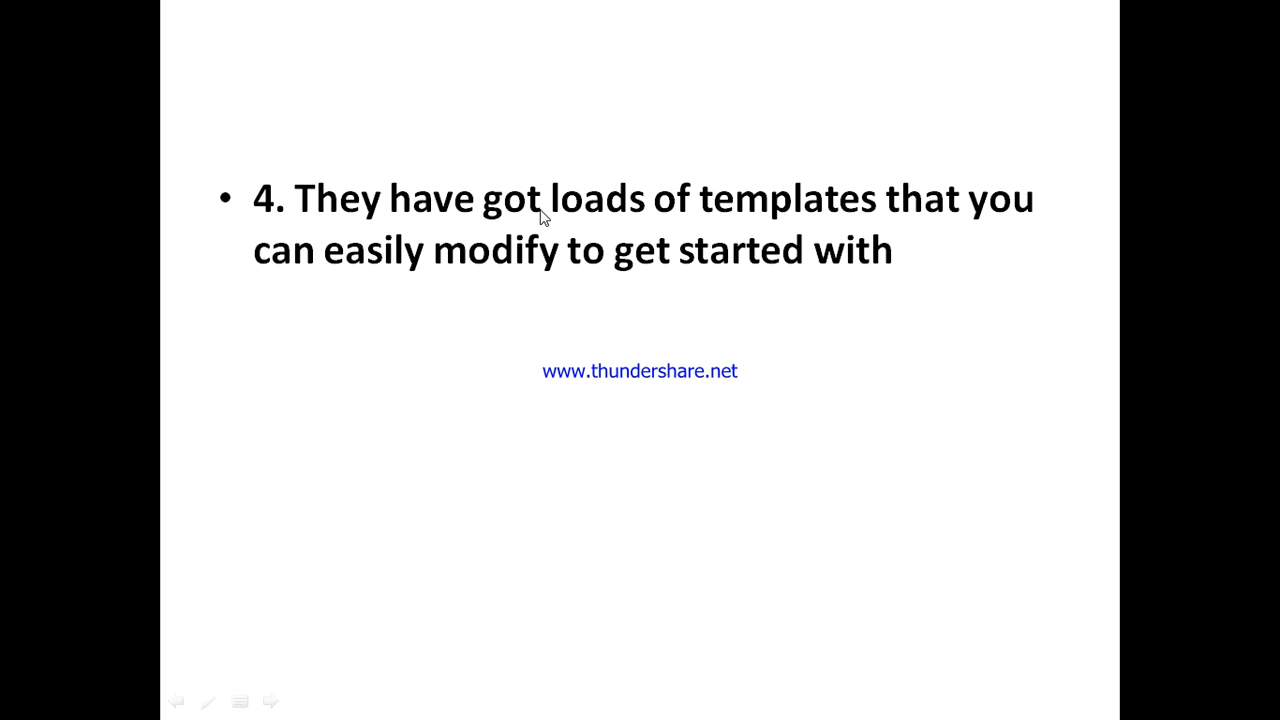 • 4. They have got loads of templates that you
can easily modify to get started with
www.thundershare.net